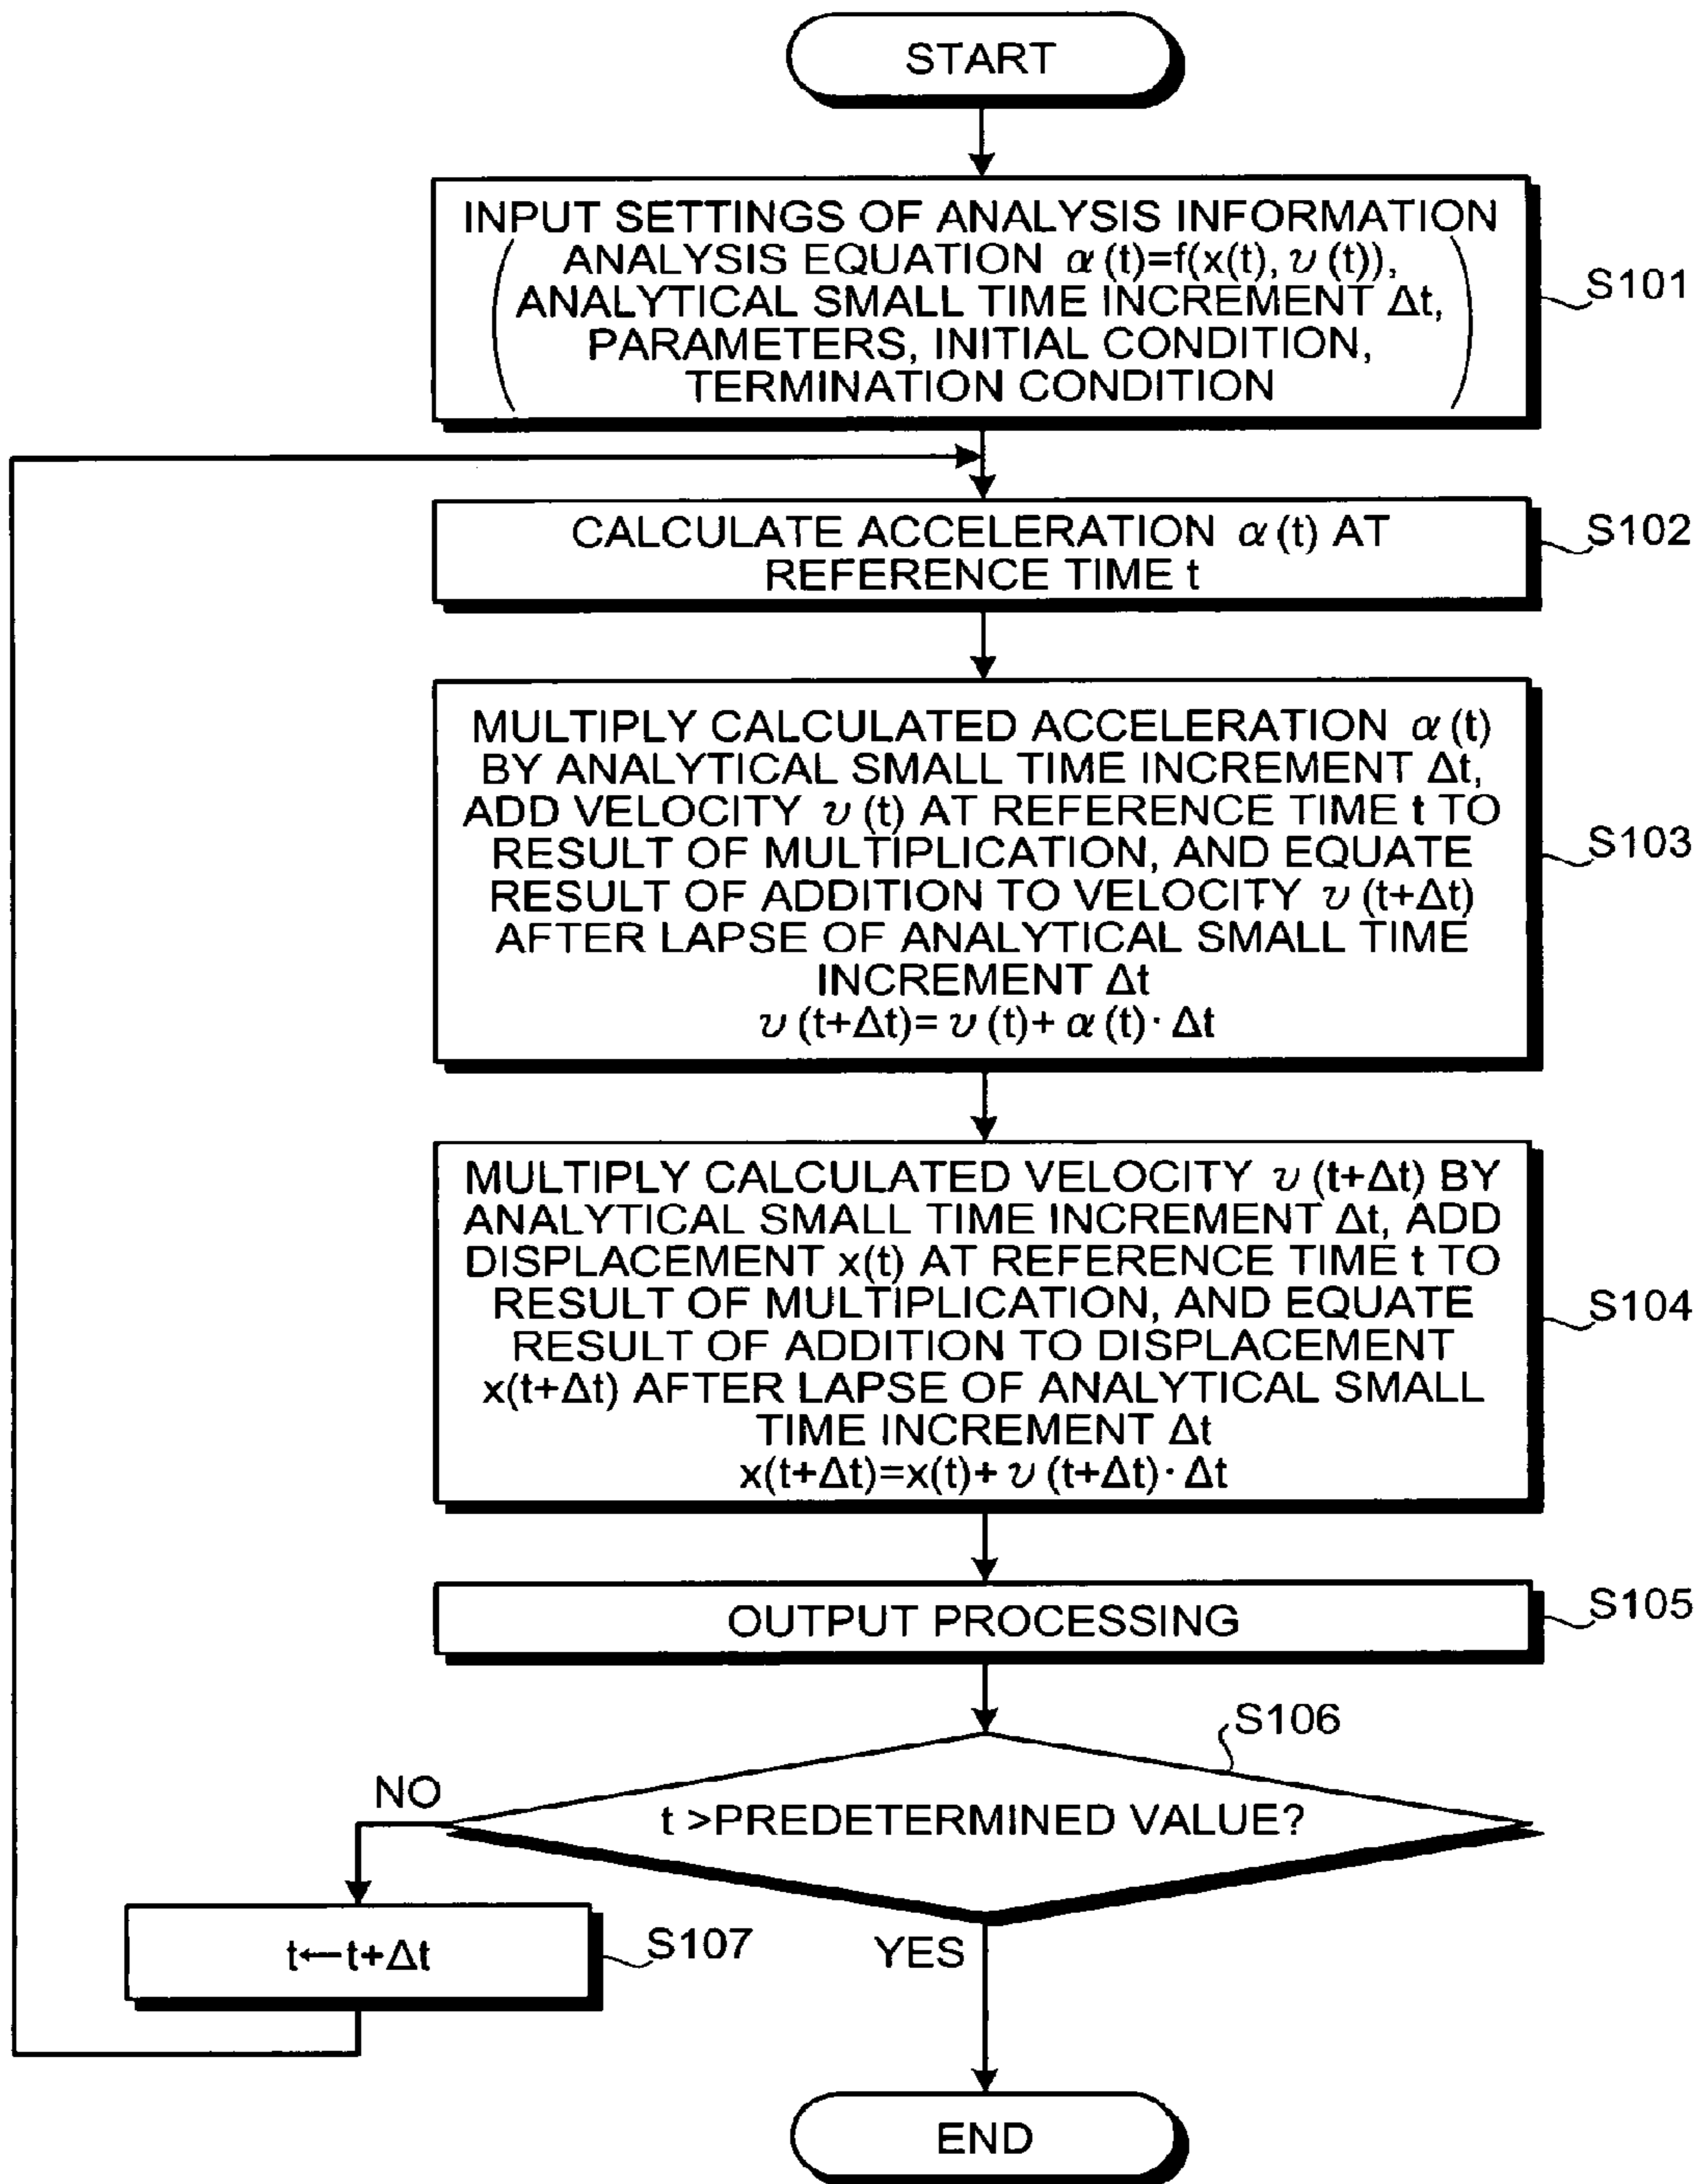 START
INPUT SETTINGS OF ANALYSIS INFORMATION
ANALYSIS EQUATION α(t)=f(x(t), υ(t)),
ANALYTICAL SMALL TIME INCREMENT Δt,
PARAMETERS, INITIAL CONDITION,
TERMINATION CONDITION
S101
CALCULATE ACCELERATION α(t) AT
REFERENCE TIME t
S102
MULTIPLY CALCULATED ACCELERATION α(t)
BY ANALYTICAL SMALL TIME INCREMENT Δt,
ADD VELOCITY υ(t) AT REFERENCE TIME t TO
RESULT OF MULTIPLICATION, AND EQUATE
RESULT OF ADDITION TO VELOCITY υ(t+Δt)
AFTER LAPSE OF ANALYTICAL SMALL TIME
INCREMENT Δt
υ(t+Δt)= υ(t)+ α(t)· Δt
S103
MULTIPLY CALCULATED VELOCITY υ(t+Δt) BY
ANALYTICAL SMALL TIME INCREMENT Δt, ADD
DISPLACEMENT x(t) AT REFERENCE TIME t TO
RESULT OF MULTIPLICATION, AND EQUATE
RESULT OF ADDITION TO DISPLACEMENT
x(t+Δt) AFTER LAPSE OF ANALYTICAL SMALL
TIME INCREMENT Δt
x(t+Δt)=x(t)+ υ(t+Δt)· Δt
S104
OUTPUT PROCESSING
S105
S106
t >PREDETERMINED VALUE?
NO
t←t+Δt
S107
YES
END